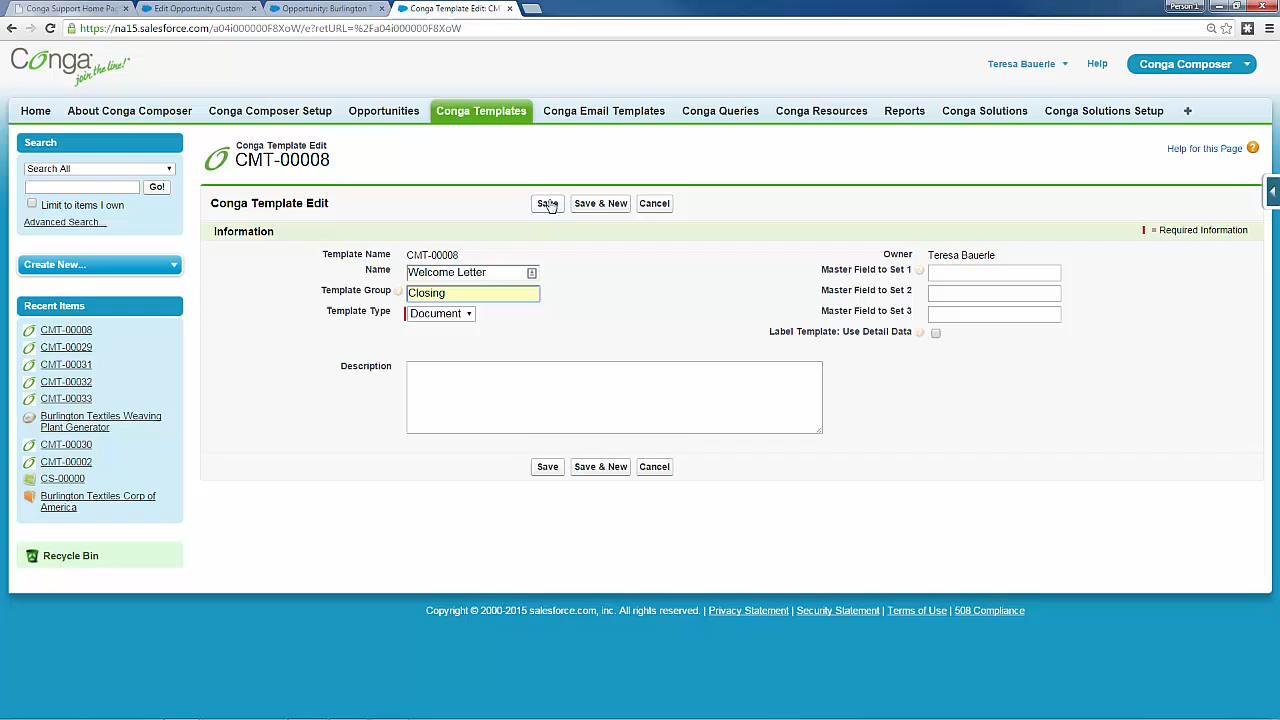 Conga Support Home Pag
Edit Opportunity Custom
Opportunity: Burlington T
Conga Template Edit: CM
Person 1
https://na15.salesforce.com/a04i000000F8XoW/e?retURL=%2Fa04i000000F8XoW
Conga
join the line!
Teresa Bauerle
Help
Conga Composer
Home
About Conga Composer
Conga Composer Setup
Opportunities
Conga Templates
Conga Email Templates
Conga Queries
Conga Resources
Reports
Conga Solutions
Conga Solutions Setup
+
Search
Search All
Go!
Limit to items I own
Advanced Search...
Create New...
Recent Items
CMT-00008
CMT-00029
CMT-00031
CMT-00032
CMT-00033
Burlington Textiles Weaving
Plant Generator
CMT-00030
CMT-00002
CS-00000
Burlington Textiles Corp of
America
Recycle Bin
Conga Template Edit
CMT-00008
Help for this Page ?
Conga Template Edit
Save
Save & New
Cancel
Information
= Required Information
Template Name CMT-00008
Owner Teresa Bauerle
Name Welcome Letter
Master Field to Set 1
Template Group Closing
Master Field to Set 2
Template Type Document
Master Field to Set 3
Label Template: Use Detail Data
Description
Save
Save & New
Cancel
Copyright © 2000-2015 salesforce.com, inc. All rights reserved. | Privacy Statement | Security Statement | Terms of Use | 508 Compliance